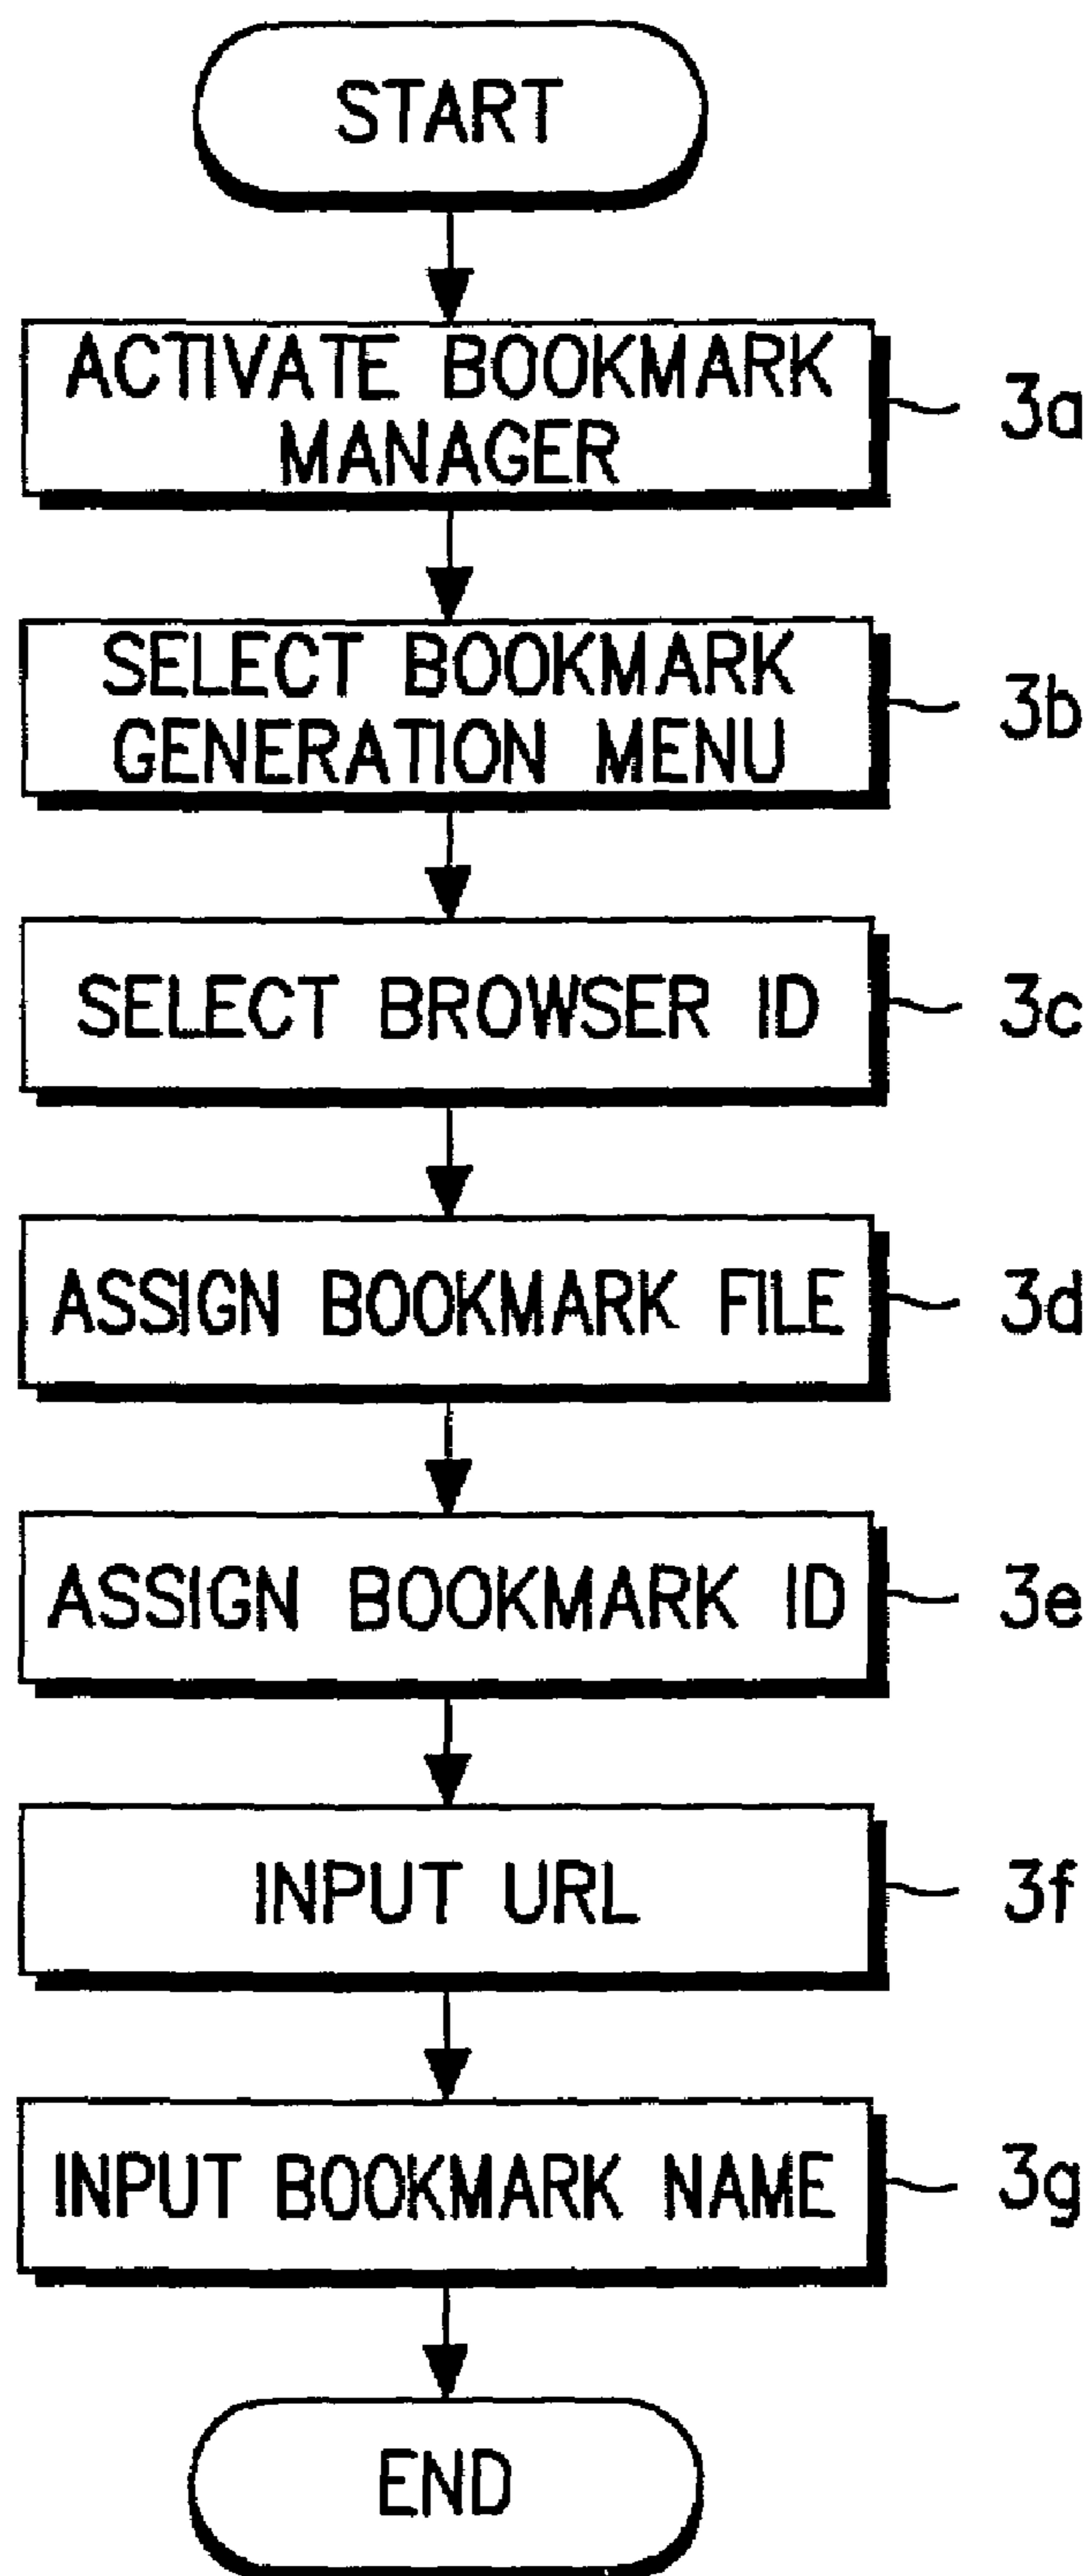 START
ACTIVATE BOOKMARK
MANAGER
3a
SELECT BOOKMARK
GENERATION MENU
3b
SELECT BROWSER ID
3c
ASSIGN BOOKMARK FILE
3d
ASSIGN BOOKMARK ID
3e
INPUT URL
3f
INPUT BOOKMARK NAME
3g
END